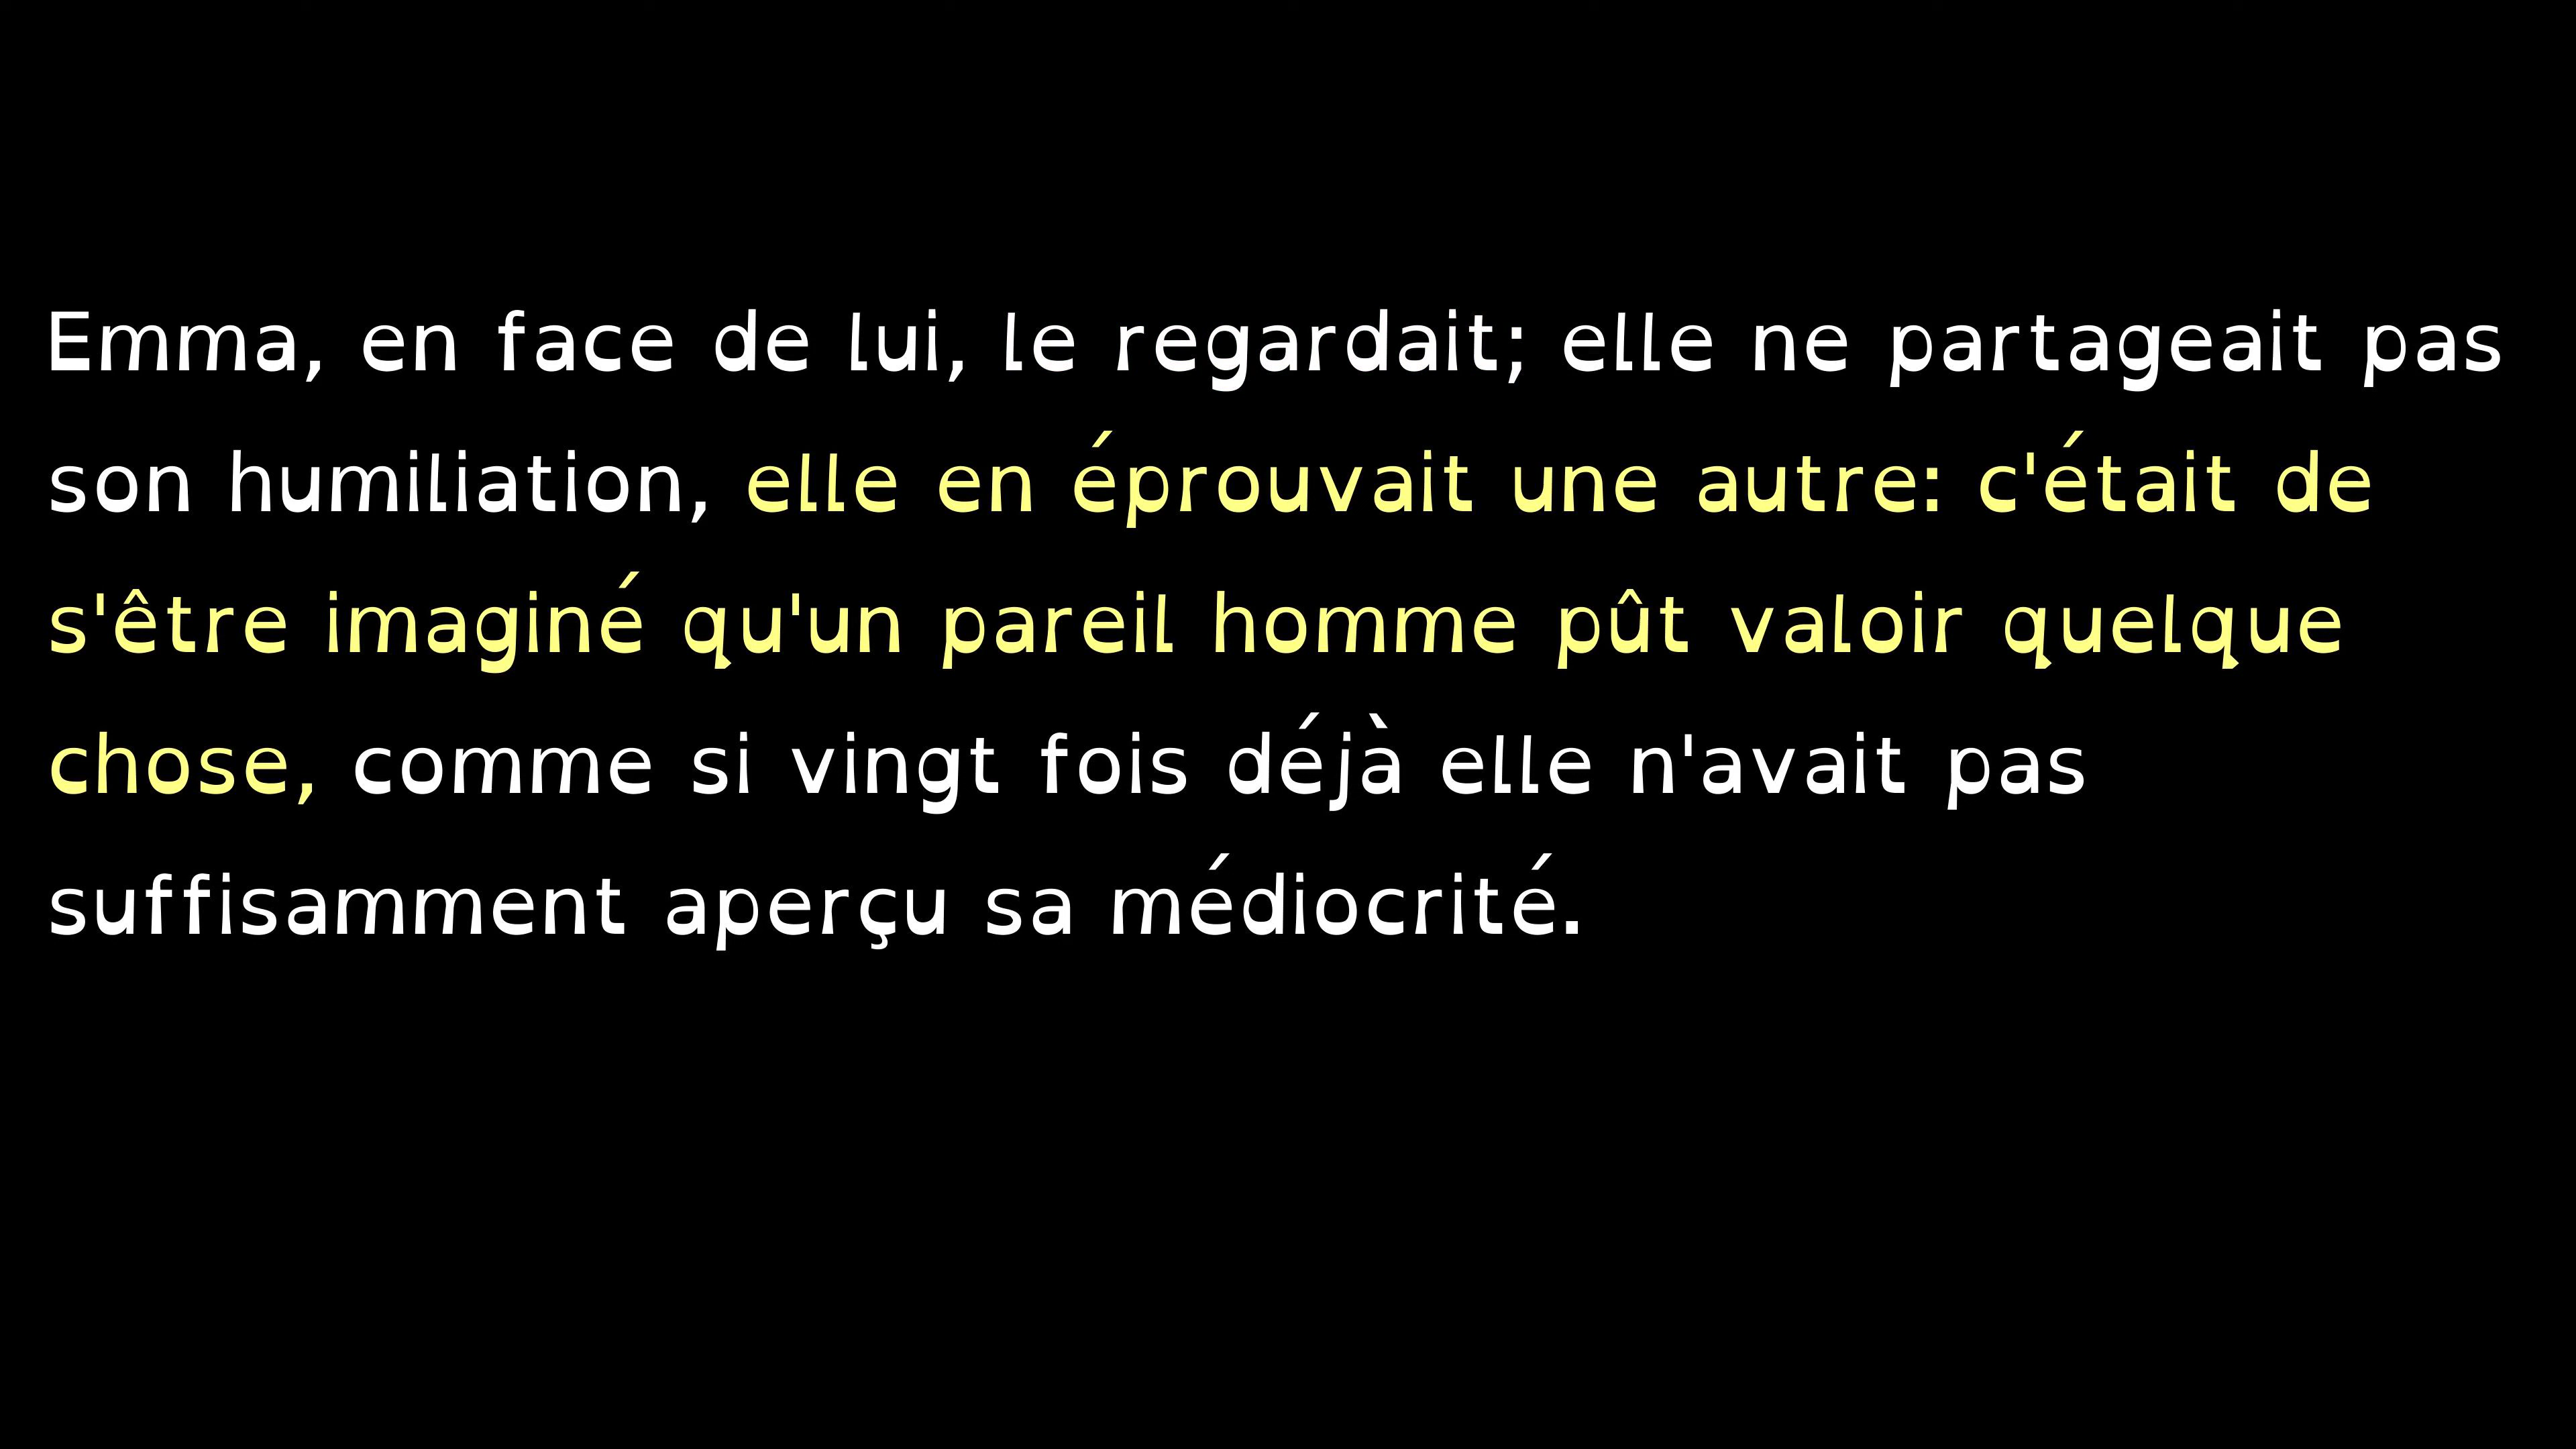 Emma, en face de lui, le regardait; elle ne partageait pas
son humiliation, elle en éprouvait une autre: c'était de
s'être imaginé qu'un pareil homme pût valoir quelque
chose, comme si vingt fois déjà elle n'avait pas
suffisamment aperçu sa médiocrité.